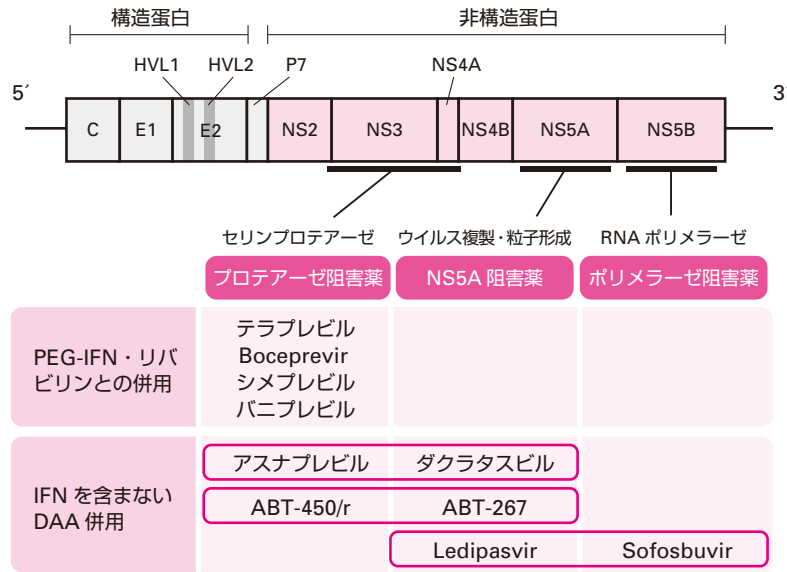 構造蛋白 非構造蛋白
HVL1 HVL2 P7 NS4A
5′ 3′
C E1 E2 NS2 NS3 NS4B NS5A NS5B
セリンプロテアーゼ ウイルス複製・粒子形成 RNA ポリメラーゼ
プロテアーゼ阻害薬 NS5A 阻害薬 ポリメラーゼ阻害薬
PEG-IFN・リバ
ビリンとの併用
テラプレビル
Boceprevir
シメプレビル
バニプレビル
IFN を含まない
DAA 併用
アスナプレビル ダクラタスビル
ABT-450/r ABT-267
Ledipasvir Sofosbuvir